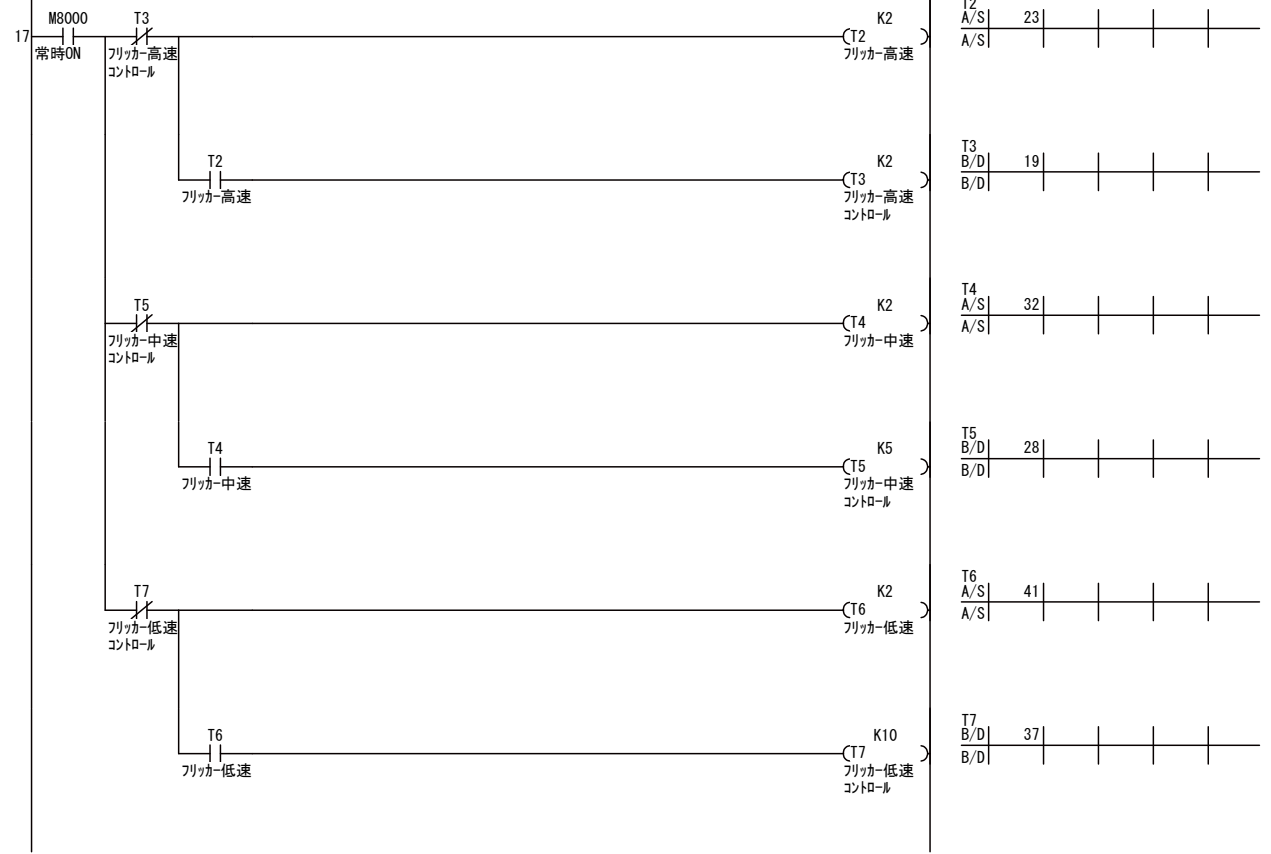 M8000 T3 K2 T2
17 T2 A/S 23
常時ON ﾌﾘｯｶｰ高速 ﾌﾘｯｶｰ高速 A/S
ｺﾝﾄﾛｰﾙ
T2 K2 T3
T3 B/D 19
ﾌﾘｯｶｰ高速 ﾌﾘｯｶｰ高速 B/D
ｺﾝﾄﾛｰﾙ
T5 K2 T4
T4 A/S 32
ﾌﾘｯｶｰ中速 ﾌﾘｯｶｰ中速 A/S
ｺﾝﾄﾛｰﾙ
T4 K5 T5
T5 B/D 28
ﾌﾘｯｶｰ中速 ﾌﾘｯｶｰ中速 B/D
ｺﾝﾄﾛｰﾙ
T7 K2 T6
T6 A/S 41
ﾌﾘｯｶｰ低速 ﾌﾘｯｶｰ低速 A/S
ｺﾝﾄﾛｰﾙ
T6 K10 T7
T7 B/D 37
ﾌﾘｯｶｰ低速 ﾌﾘｯｶｰ低速 B/D
ｺﾝﾄﾛｰﾙ